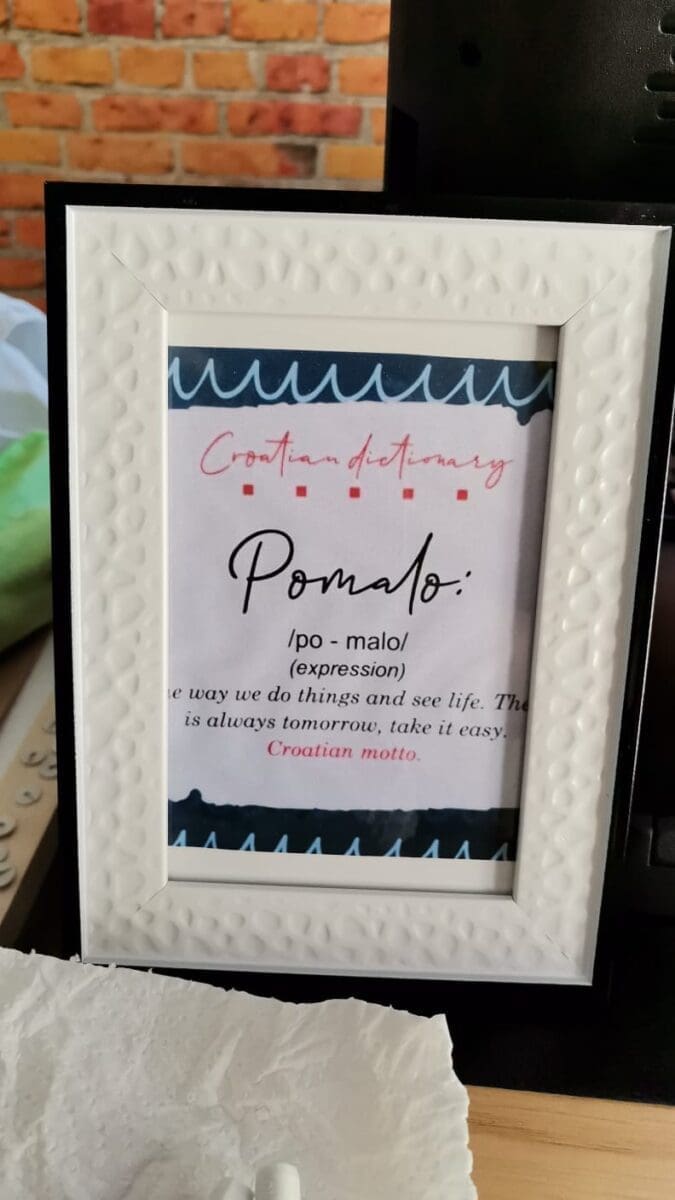 Croatian dictionary
Pomalo:
/po - malo/
(expression)
e way we do things and see life. The
is always tomorrow, take it easy.
Croatian motto.